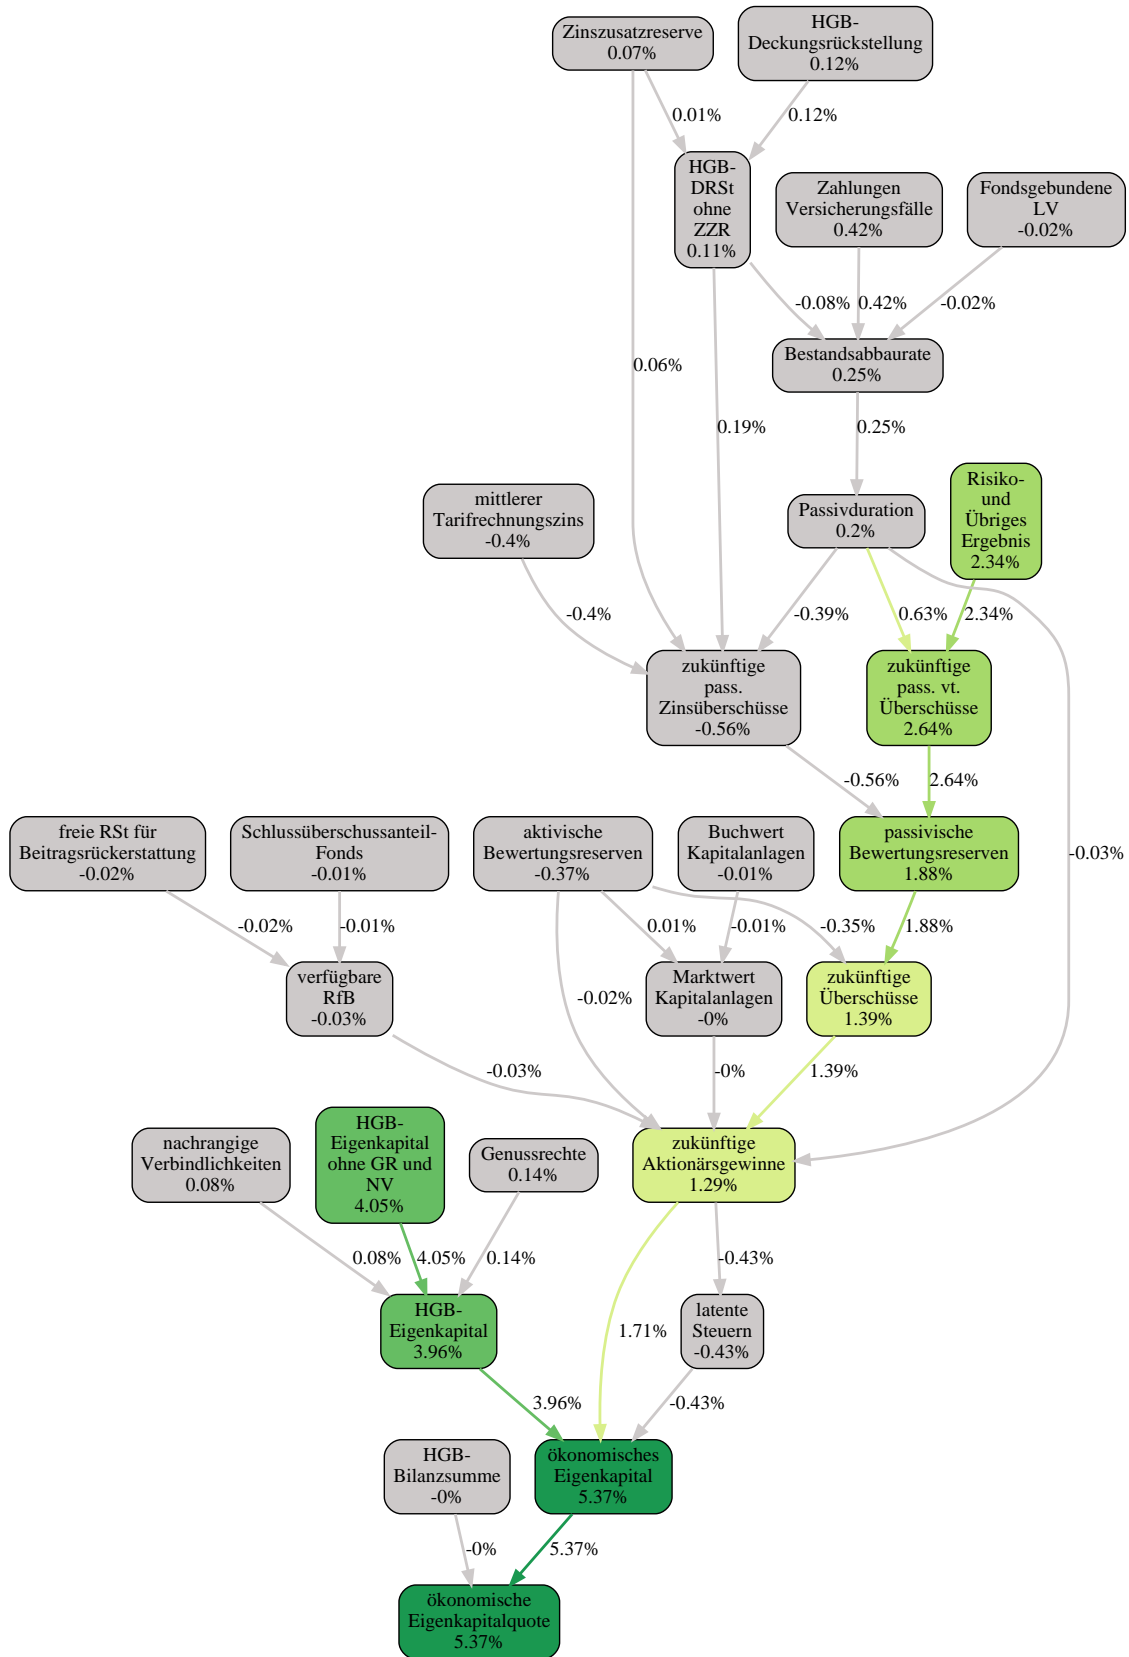 Zinszusatzreserve
0.07%
HGB-
Deckungsrückstellung
0.12%
0.01%
0.12%
HGB-
DRSt
ohne
ZZR
0.11%
Zahlungen
Versicherungsfälle
0.42%
Fondsgebundene
LV
-0.02%
-0.08%
0.42%
-0.02%
Bestandsabbaurate
0.25%
0.06%
0.19%
0.25%
mittlerer
Tarifrechnungszins
-0.4%
Passivduration
0.2%
Risiko-
und
Übriges
Ergebnis
2.34%
-0.4%
-0.39%
0.63%
2.34%
zukünftige
pass.
Zinsüberschüsse
-0.56%
zukünftige
pass. vt.
Überschüsse
2.64%
-0.56%
2.64%
freie RSt für
Beitragsrückerstattung
-0.02%
Schlussüberschussanteil-
Fonds
-0.01%
aktivische
Bewertungsreserven
-0.37%
Buchwert
Kapitalanlagen
-0.01%
passivische
Bewertungsreserven
1.88%
-0.03%
-0.02%
-0.01%
0.01%
-0.01%
-0.35%
1.88%
verfügbare
RfB
-0.03%
-0.02%
Marktwert
Kapitalanlagen
-0%
zukünftige
Überschüsse
1.39%
-0.03%
-0%
1.39%
nachrangige
Verbindlichkeiten
0.08%
HGB-
Eigenkapital
ohne GR und
NV
4.05%
Genussrechte
0.14%
zukünftige
Aktionärsgewinne
1.29%
0.08%
4.05%
0.14%
-0.43%
HGB-
Eigenkapital
3.96%
1.71%
latente
Steuern
-0.43%
3.96%
-0.43%
HGB-
Bilanzsumme
-0%
ökonomisches
Eigenkapital
5.37%
-0%
5.37%
ökonomische
Eigenkapitalquote
5.37%